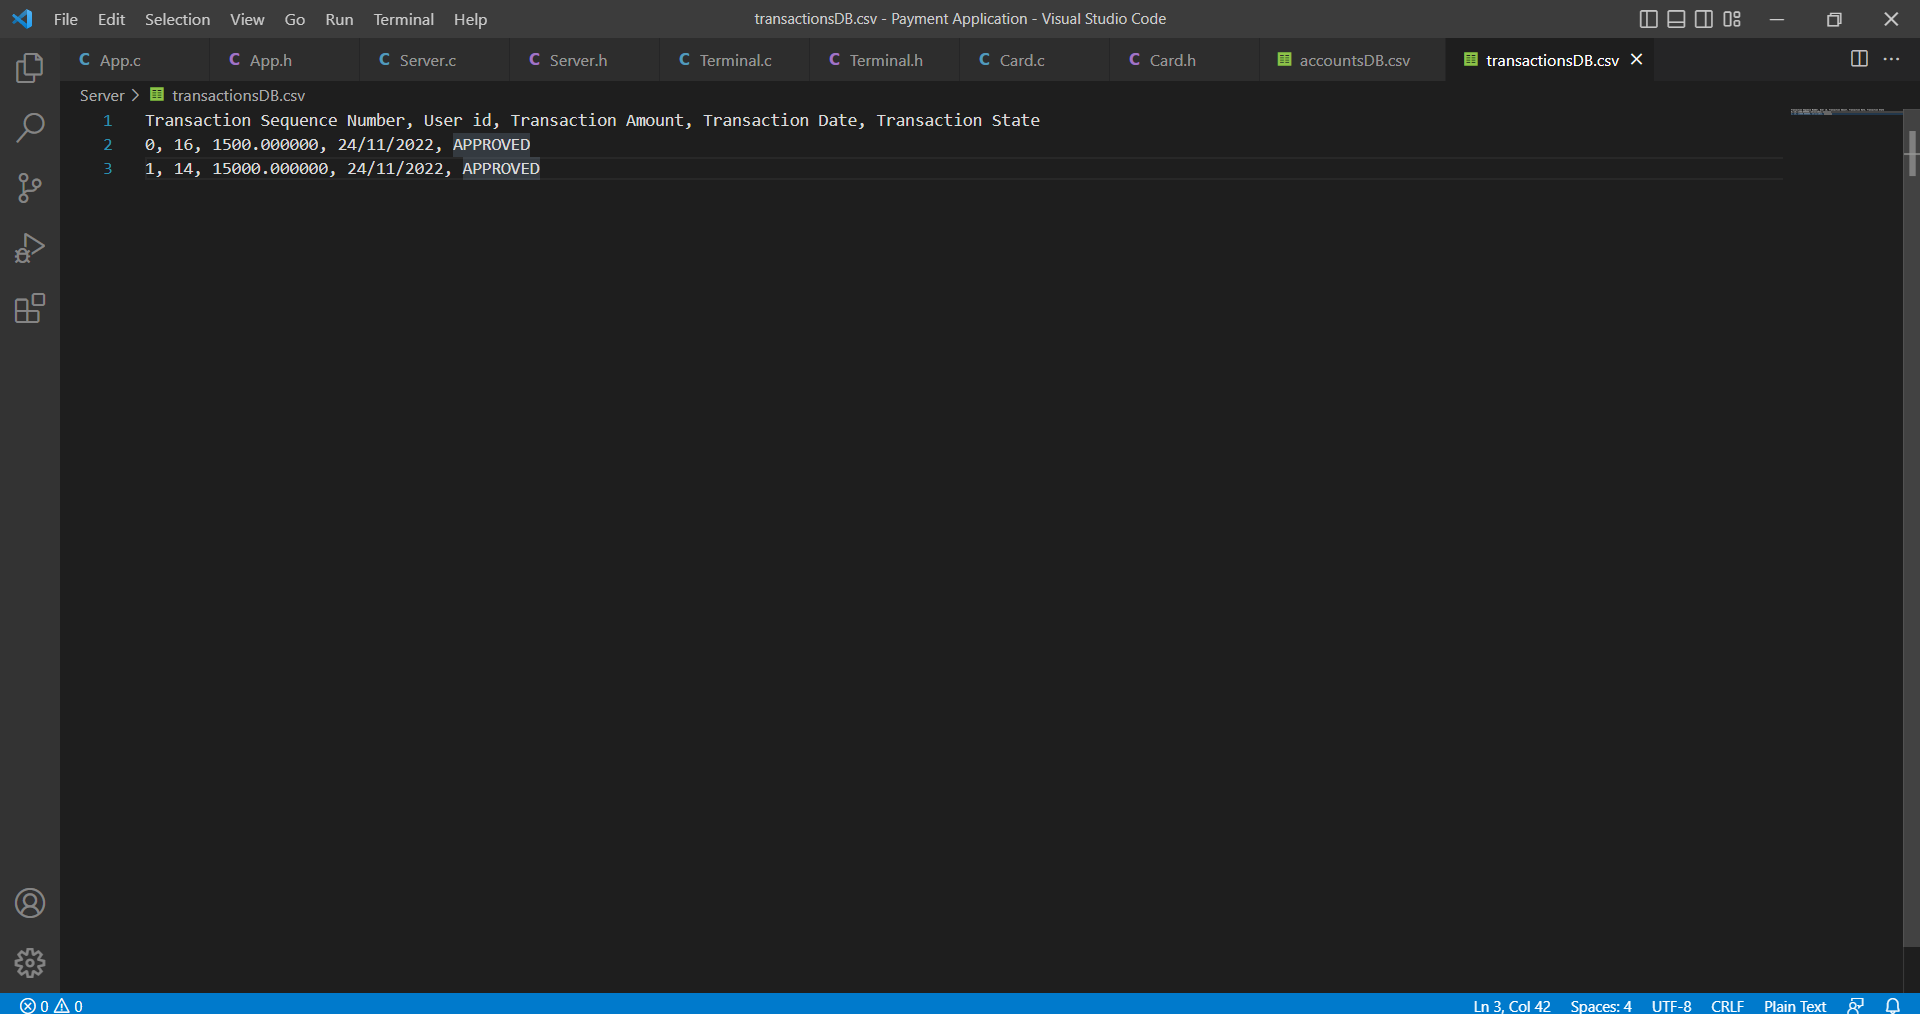 File Edit Selection View Go Run Terminal Help transactionsDB.csv - Payment Application - Visual Studio Code
C App.c C App.h C Server.c C Server.h C Terminal.c C Terminal.h C Card.c C Card.h accountsDB.csv transactionsDB.csv
Server > transactionsDB.csv
1 Transaction Sequence Number, User id, Transaction Amount, Transaction Date, Transaction State
2 0, 16, 1500.000000, 24/11/2022, APPROVED
3 1, 14, 15000.000000, 24/11/2022, APPROVED
0 0 Ln 3, Col 42 Spaces: 4 UTF-8 CRLF Plain Text